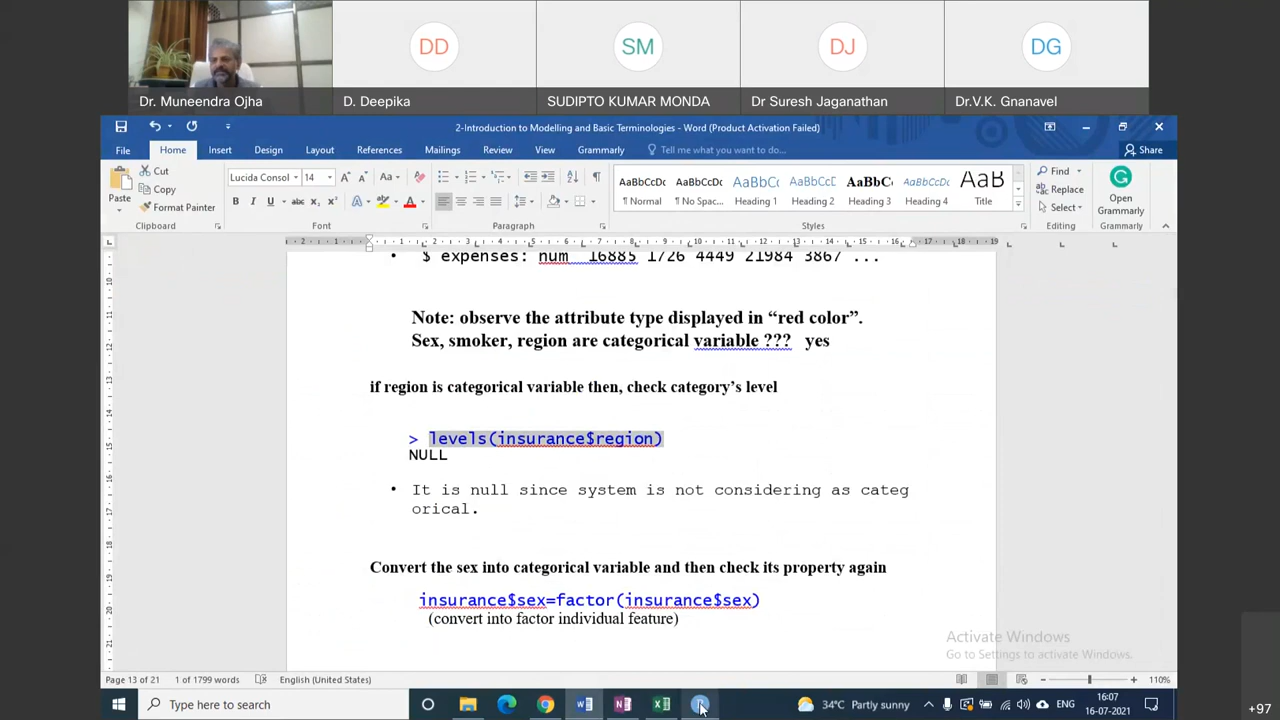 DD
SM
DJ
DG
Dr. Muneendra Ojha
D. Deepika
SUDIPTO KUMAR MONDA
Dr Suresh Jaganathan
Dr.V.K. Gnanavel
2-Introduction to Modelling and Basic Terminologies - Word (Product Activation Failed)
File Home Insert Design Layout References Mailings Review View Grammarly Tell me what you want to do... Share
Paste
Cut
Copy
Format Painter
Clipboard
Lucida Consol 14
Font
Paragraph
AaBbCcDc AaBbCcDc AaBbCcD AaBbCcD AaBbCcD AaBbCcD AaB
¶ Normal ¶ No Spac... Heading 1 Heading 2 Heading 3 Heading 4 Title
Styles
Find
Replace
Select
Editing
Open Grammarly
Grammarly
• $ expenses: num 16885 1726 4449 21984 3867 ...
Note: observe the attribute type displayed in “red color”.
Sex, smoker, region are categorical variable ??? yes
if region is categorical variable then, check category’s level
> levels(insurance$region)
NULL
• It is null since system is not considering as categ
orical.
Convert the sex into categorical variable and then check its property again
insurance$sex=factor(insurance$sex)
(convert into factor individual feature)
Activate Windows
Go to Settings to activate Windows.
Page 13 of 21 1 of 1799 words English (United States) 110%
Type here to search
34°C Partly sunny
ENG
16:07
16-07-2021
+97